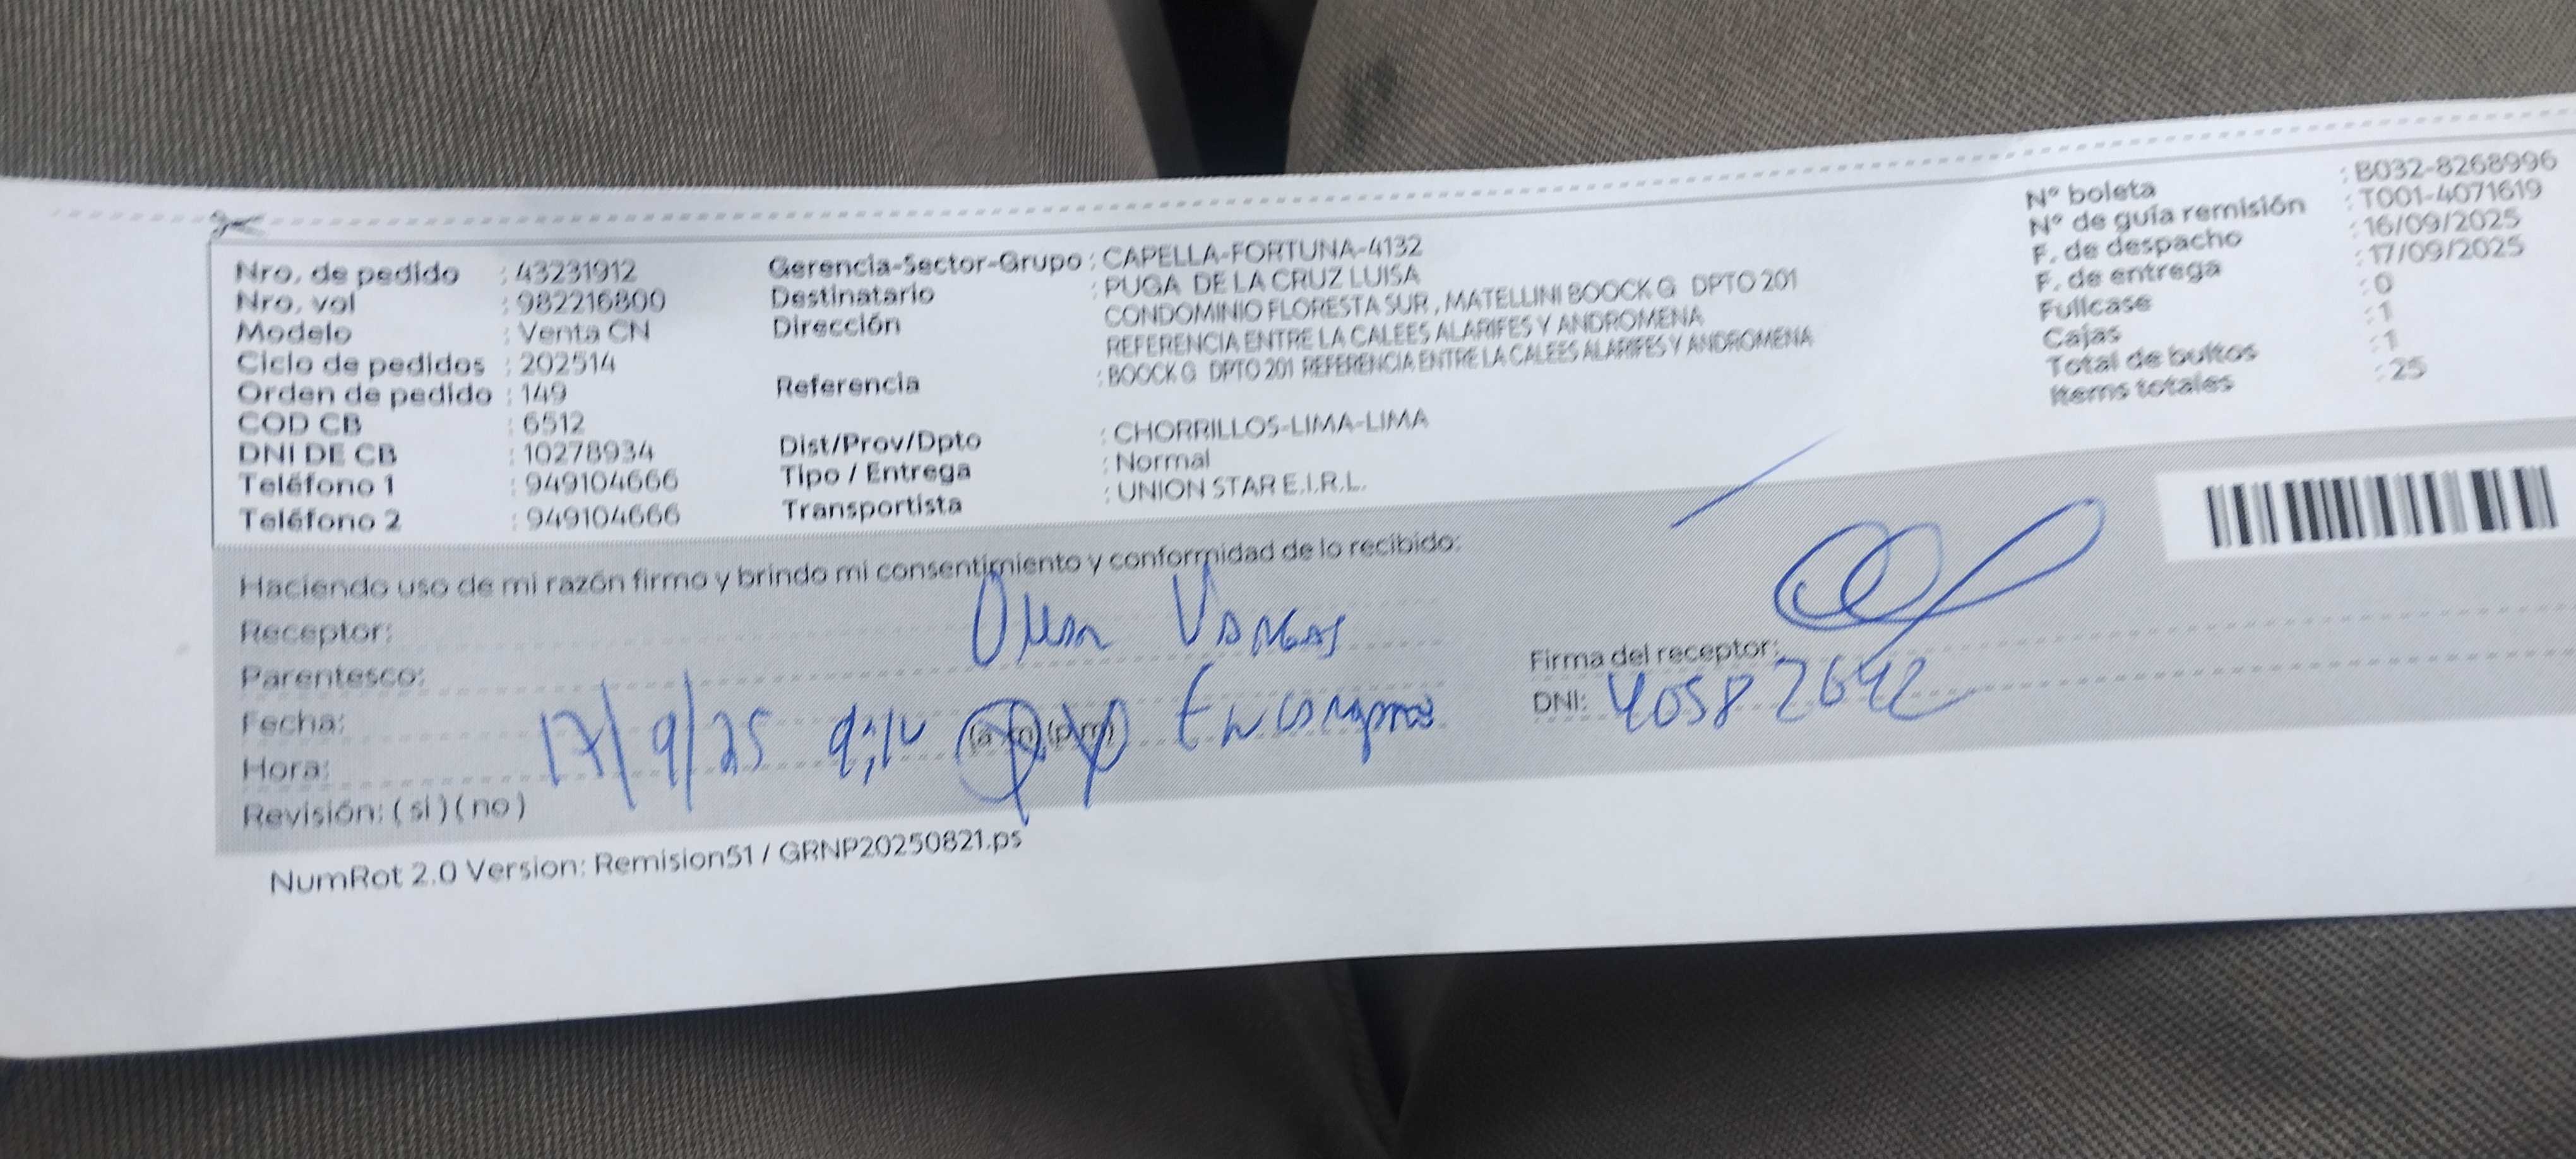 Nro. de pedido : 43231912
Nro. vol : 982216800
Modelo : Venta CN
Ciclo de pedidos : 202514
Orden de pedido : 149
COD CB : 6512
DNI DE CB : 10278934
Teléfono 1 : 949104666
Teléfono 2 : 949104666
Gerencia-Sector-Grupo : CAPELLA-FORTUNA-4132
Destinatario : PUGA DE LA CRUZ LUISA
Dirección CONDOMINIO FLORESTA SUR , MATELLINI BOOCK G DPTO 201
REFERENCIA ENTRE LA CALEES ALARIFES Y ANDROMENA
Referencia : BOOCK G DPTO 201 REFERENCIA ENTRE LA CALEES ALARIFES Y ANDROMENA
Dist/Prov/Dpto : CHORRILLOS-LIMA-LIMA
Tipo / Entrega : Normal
Transportista : UNION STAR E.I.R.L.
N° boleta : B032-8268996
N° de guía remisión : T001-4071619
F. de despacho : 16/09/2025
F. de entrega : 17/09/2025
Fullcase : 0
Cajas : 1
Total de bultos : 1
Items totales : 25
Haciendo uso de mi razón firmo y brindo mi consentimiento y conformidad de lo recibido:
Receptor: Vargas
Parentesco:
Fecha: 17/9/25
Hora: (a.m) (p.m)
Revisión: ( si ) ( no )
Firma del receptor:
DNI: 40582642
NumRot 2.0 Version: Remision51 / GRNP20250821.ps